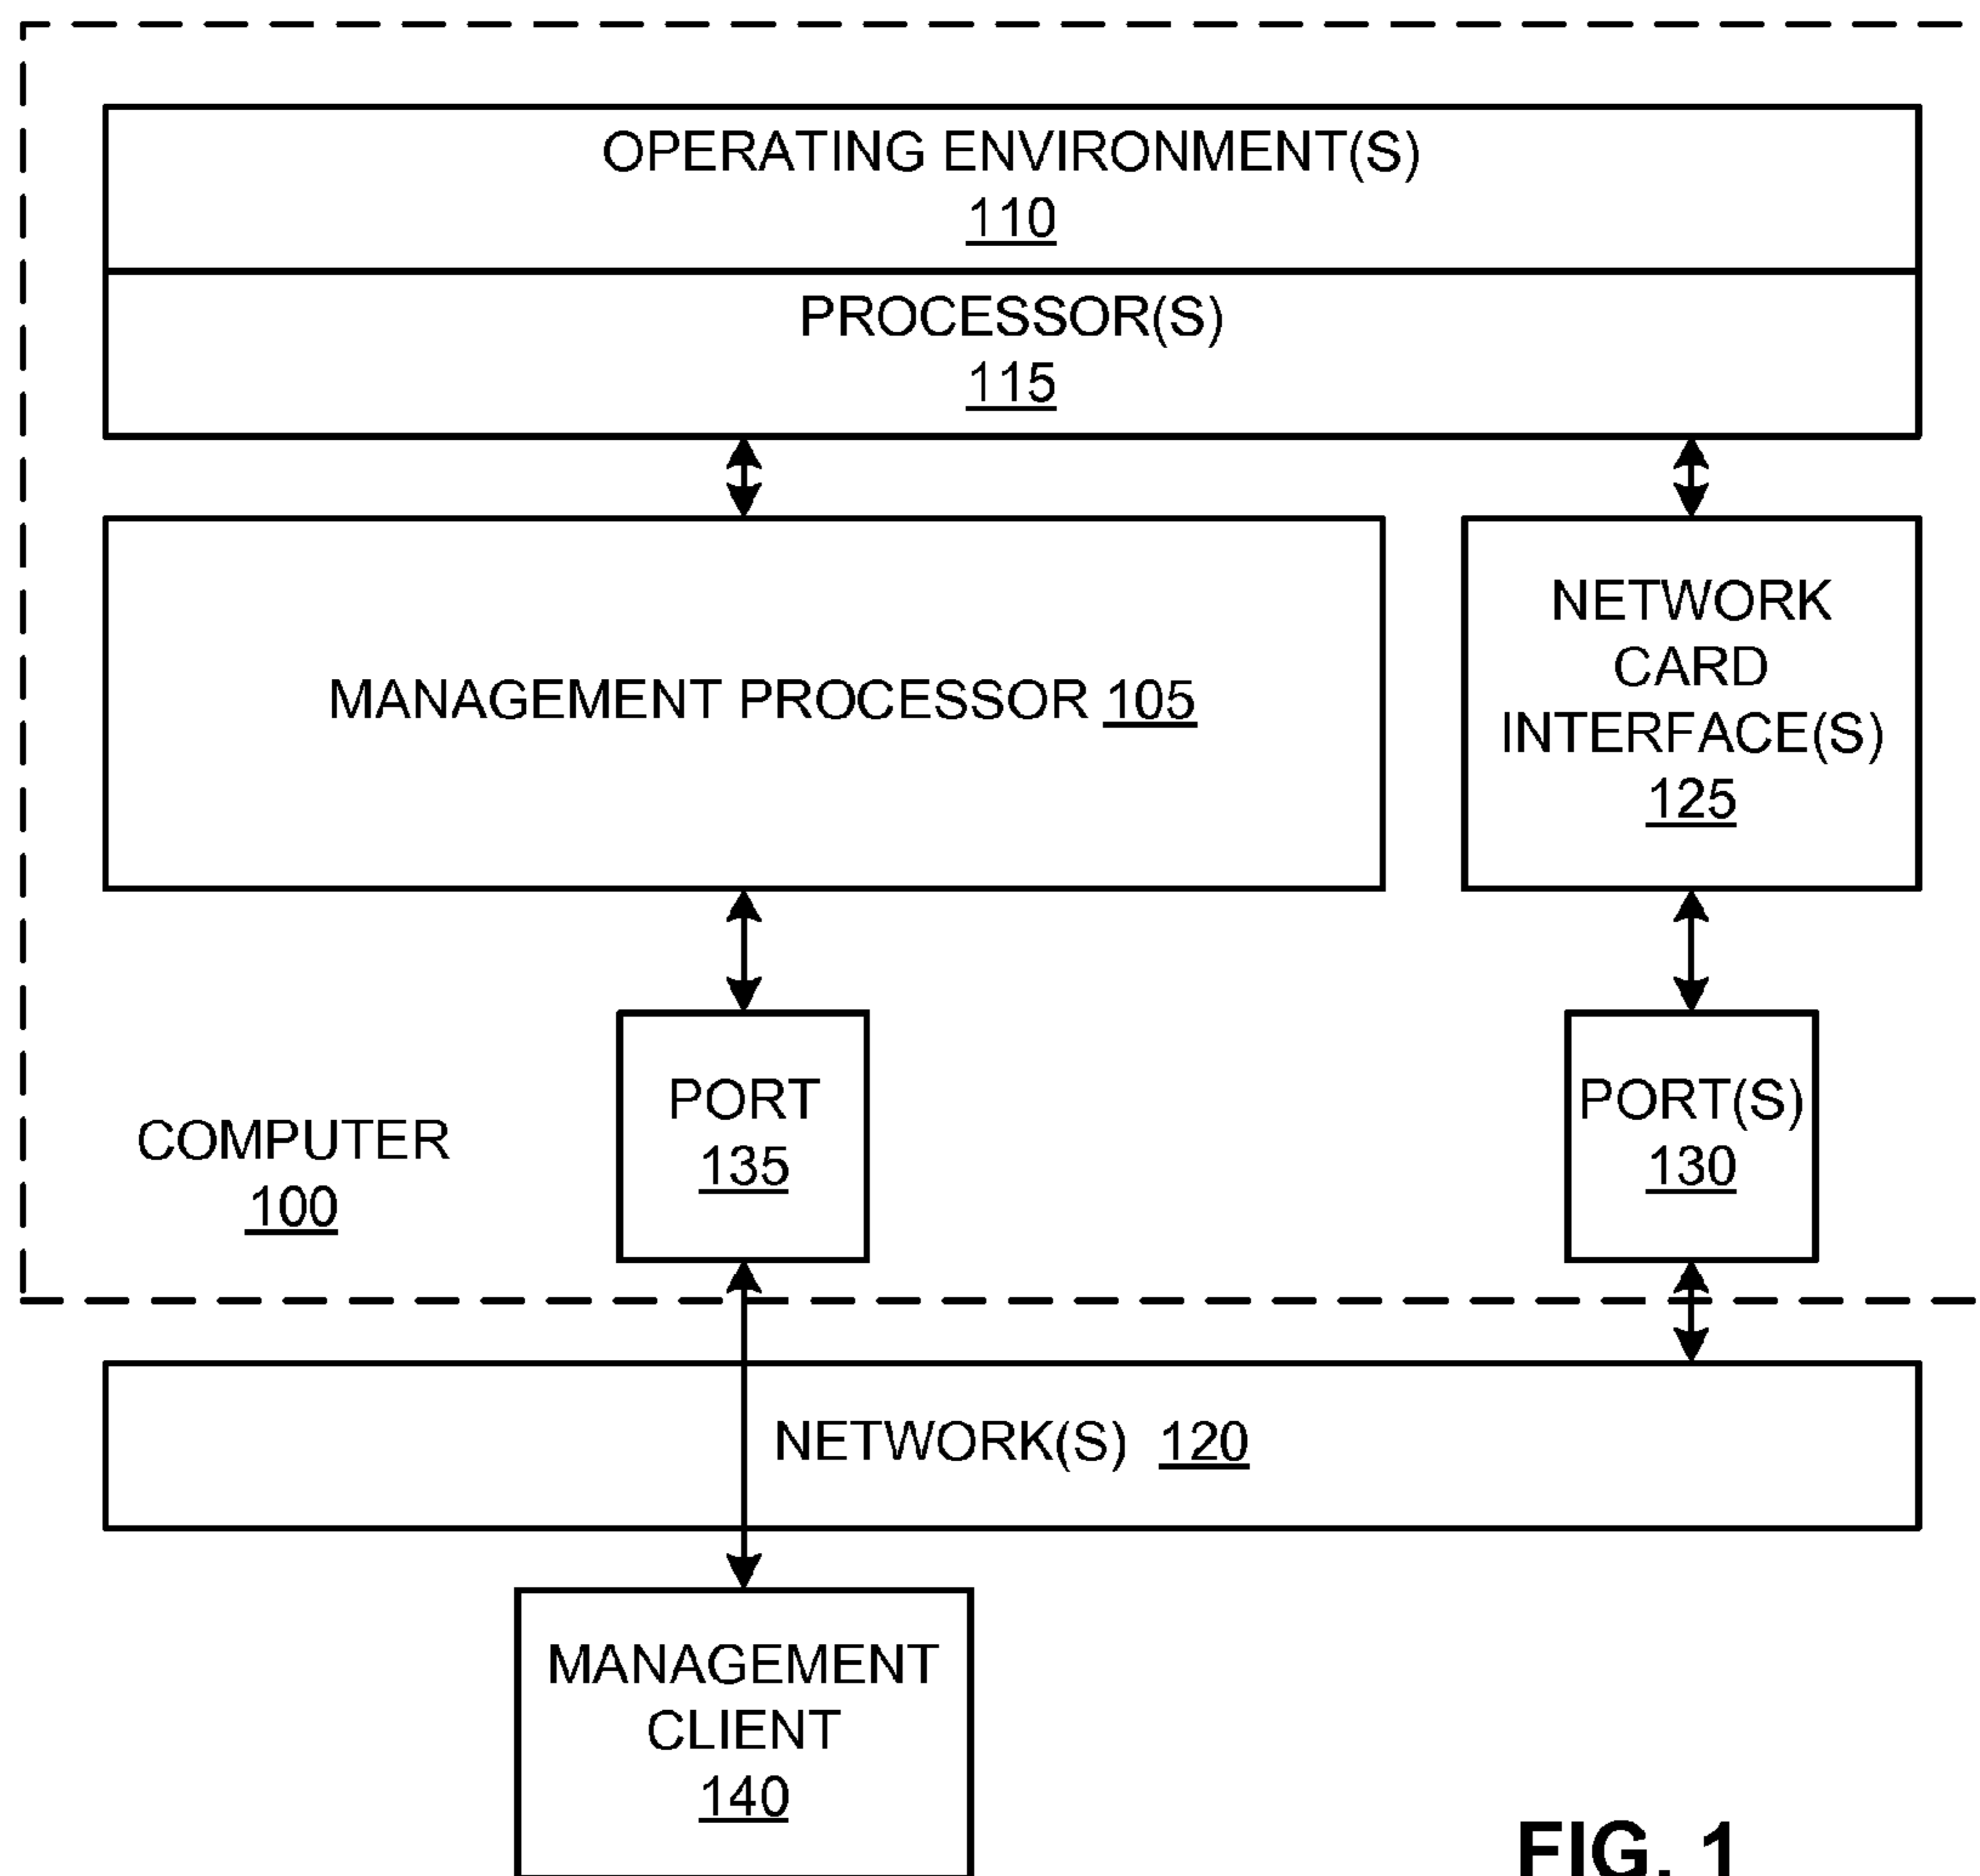 OPERATING ENVIRONMENT(S)
110
PROCESSOR(S)
115
MANAGEMENT PROCESSOR 105
NETWORK
CARD
INTERFACE(S)
125
COMPUTER
100
PORT
135
PORT(S)
130
NETWORK(S) 120
MANAGEMENT
CLIENT
140
FIG. 1